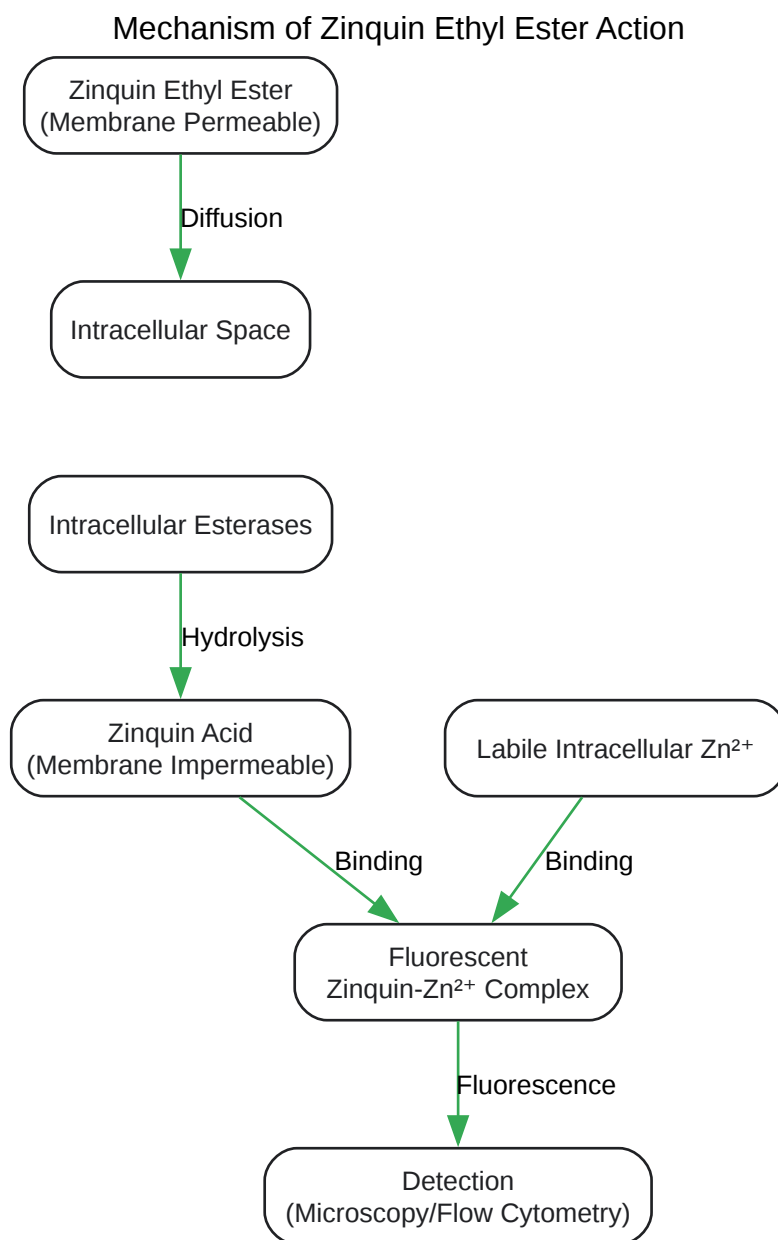 Mechanism of Zinquin Ethyl Ester Action
Zinquin Ethyl Ester
(Membrane Permeable)
Diffusion
Intracellular Space
Intracellular Esterases
Hydrolysis
Zinquin Acid
(Membrane Impermeable)
Labile Intracellular Zn²⁺
Binding
Binding
Fluorescent
Zinquin-Zn²⁺ Complex
Fluorescence
Detection
(Microscopy/Flow Cytometry)